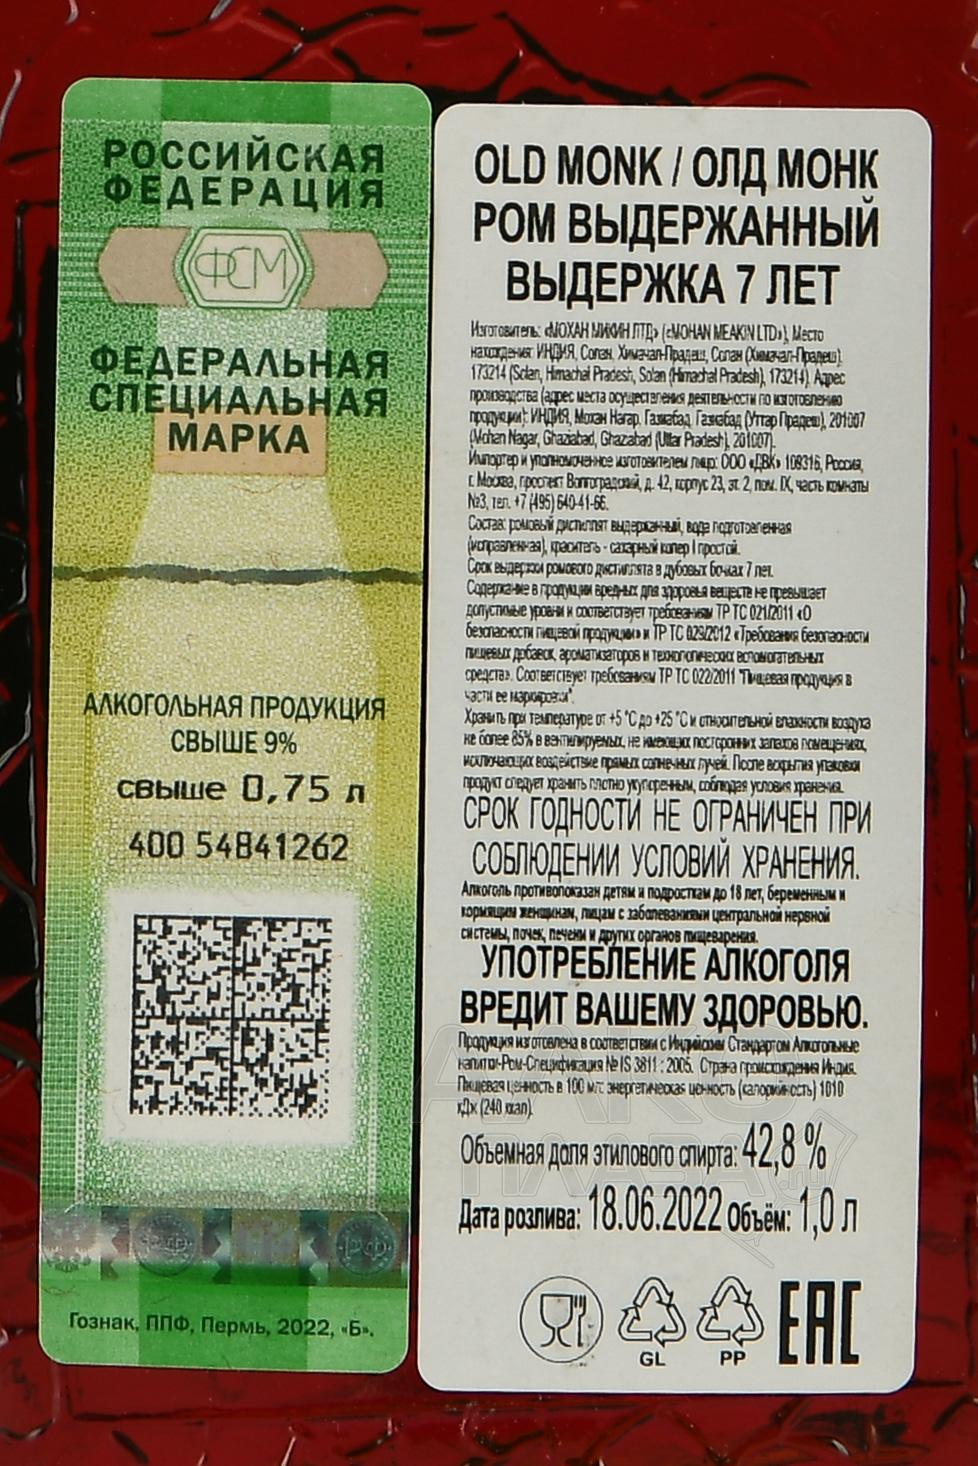 РОССИЙСКАЯ
ФЕДЕРАЦИЯ
ФСМ
ФЕДЕРАЛЬНАЯ
СПЕЦИАЛЬНАЯ
МАРКА
АЛКОГОЛЬНАЯ ПРОДУКЦИЯ
СВЫШЕ 9%
свыше 0,75 л
400 54841262
РФ
Гознак, ППФ, Пермь, 2022, «Б».
OLD MONK / ОЛД МОНК
РОМ ВЫДЕРЖАННЫЙ
ВЫДЕРЖКА 7 ЛЕТ
Изготовитель: «МОХАН МИКИН ЛТД» («MOHAN MEAKIN LTD»), Место
нахождения: ИНДИЯ, Солан, Химачал-Прадеш, Солан (Химачал-Прадеш),
173214 (Solan, Himachal Pradesh, Solan (Himachal Pradesh), 173214). Адрес
производства (адрес места осуществления деятельности по изготовлению
продукции): ИНДИЯ, Мохан Нагар, Газиабад, Газиабад (Уттар Прадеш), 201007
(Mohan Nagar, Ghaziabad, Ghaziabad (Uttar Pradesh), 201007).
Импортер и уполномоченное изготовителем лицо: ООО «ДВК» 109316, Россия,
г. Москва, проспект Волгоградский, д. 42, корпус 23, эт. 2, пом. IX, часть комнаты
№3, тел. +7 (495) 640-41-66.
Состав: ромовый дистиллят выдержанный, вода подготовленная
(исправленная), краситель - сахарный колер I простой.
Срок выдержки ромового дистиллята в дубовых бочках 7 лет.
Содержание в продукции вредных для здоровья веществ не превышает
допустимые уровни и соответствует требованиям ТР ТС 021/2011 «О
безопасности пищевой продукции» и ТР ТС 029/2012 «Требования безопасности
пищевых добавок, ароматизаторов и технологических вспомогательных
средств». Соответствует требованиям ТР ТС 022/2011 "Пищевая продукция в
части ее маркировки".
Хранить при температуре от +5 °С до +25 °С и относительной влажности воздуха
не более 85% в вентилируемых, не имеющих посторонних запахов помещениях,
исключающих воздействие прямых солнечных лучей. После вскрытия упаковки
продукт следует хранить плотно укупоренным, соблюдая условия хранения.
СРОК ГОДНОСТИ НЕ ОГРАНИЧЕН ПРИ
СОБЛЮДЕНИИ УСЛОВИЙ ХРАНЕНИЯ.
Алкоголь противопоказан детям и подросткам до 18 лет, беременным и
кормящим женщинам, лицам с заболеваниями центральной нервной
системы, почек, печени и других органов пищеварения.
УПОТРЕБЛЕНИЕ АЛКОГОЛЯ
ВРЕДИТ ВАШЕМУ ЗДОРОВЬЮ.
Продукция изготовлена в соответствии с Индийским Стандартом Алкогольные
напитки-Ром-Спецификация № IS 3811 : 2005. Страна происхождения Индия.
Пищевая ценность в 100 мл: энергетическая ценность (калорийность) 1010
кДж (240 ккал).
Объемная доля этилового спирта: 42,8 %
Дата розлива: 18.06.2022 Объём: 1,0 л
GL PP EAC